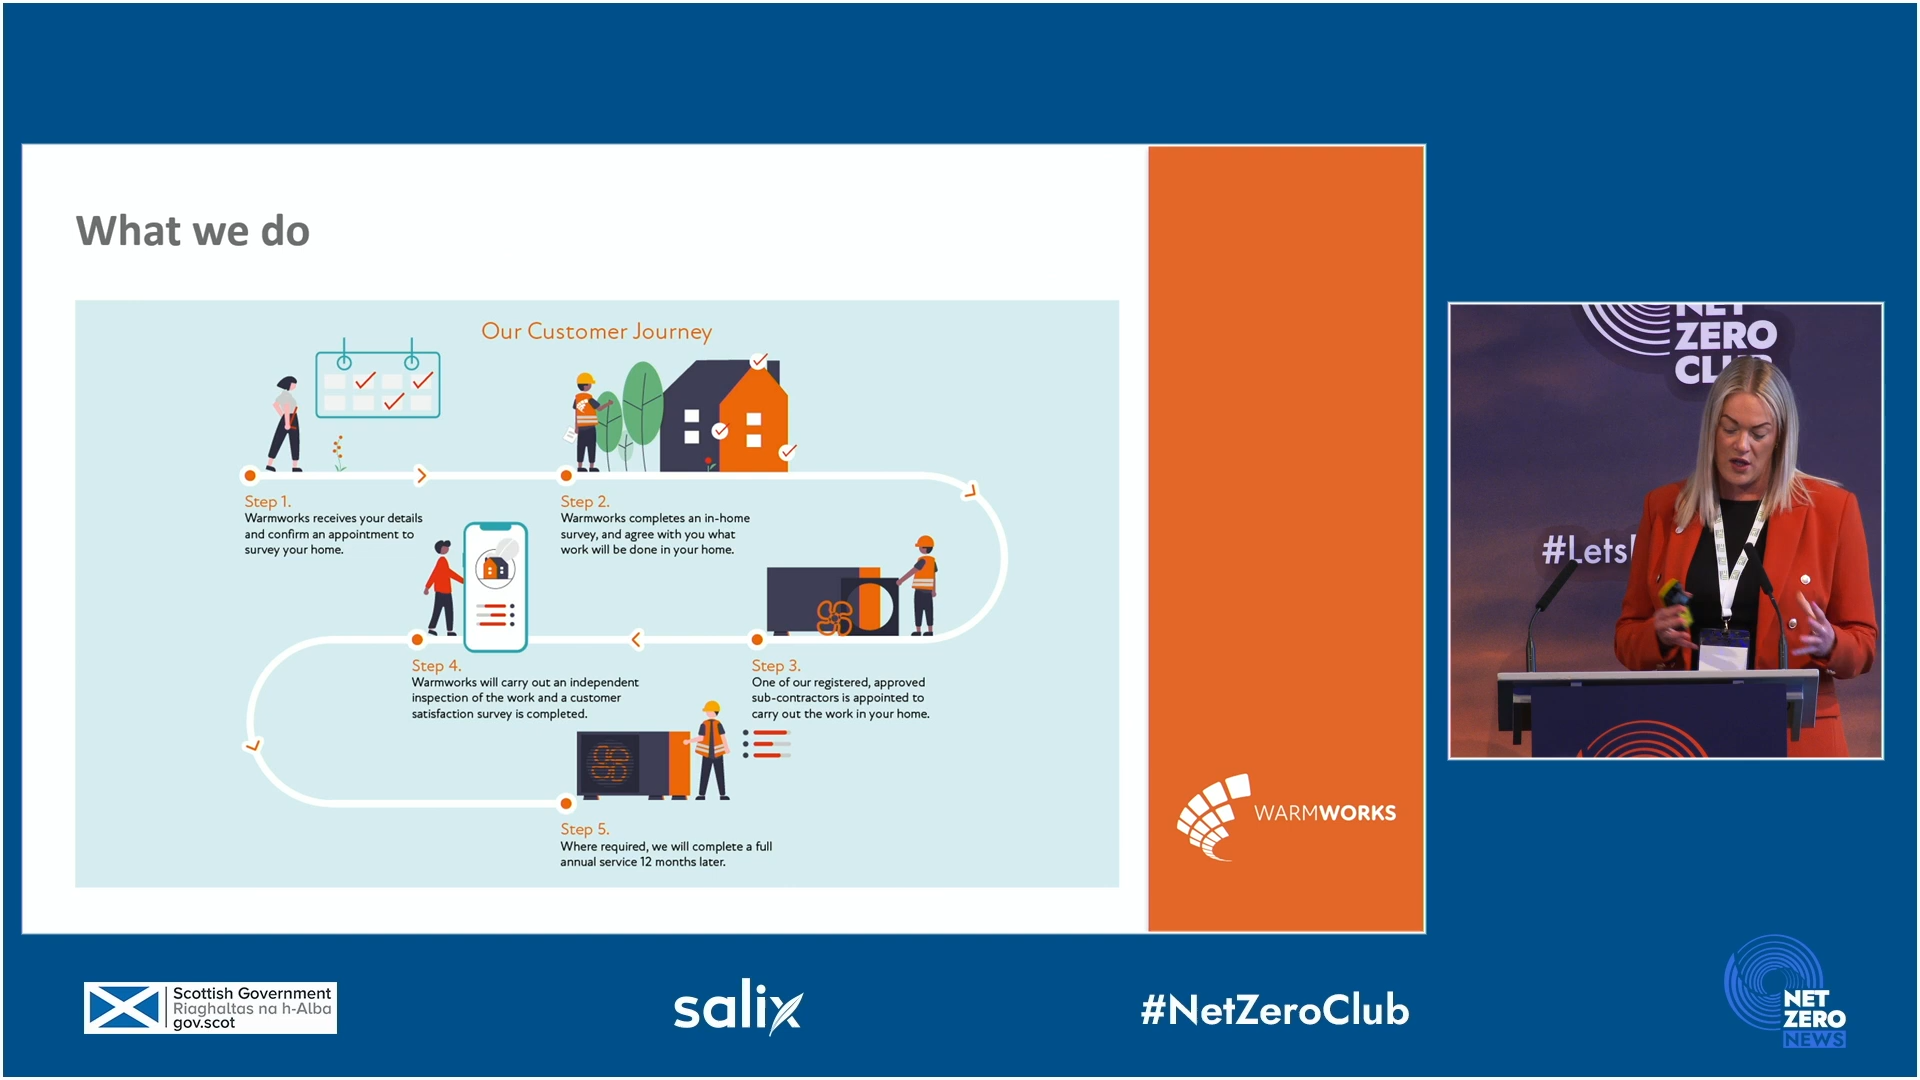 What we do
Our Customer Journey
Step 1.
Warmworks receives your details
and confirm an appointment to
survey your home.
Step 2.
Warmworks completes an in-home
survey, and agree with you what
work will be done in your home.
Step 3.
One of our registered, approved
sub-contractors is appointed to
carry out the work in your home.
Step 4.
Warmworks will carry out an independent
inspection of the work and a customer
satisfaction survey is completed.
Step 5.
Where required, we will complete a full
annual service 12 months later.
WARMWORKS
NET
ZERO
#Lets
Scottish Government
Riaghaltas na h-Alba
gov.scot
salix
#NetZeroClub
NET
ZERO
NEWS